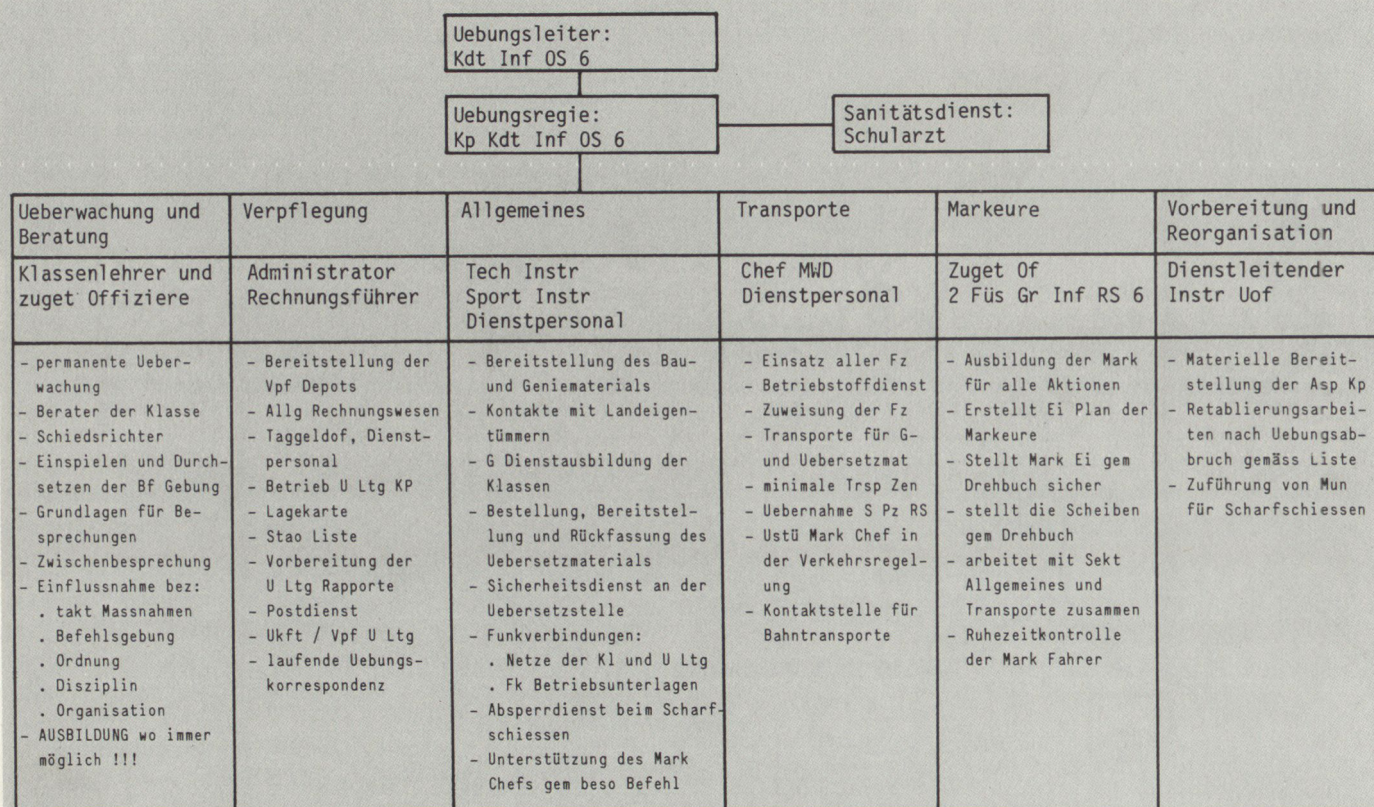 Uebungsleiter:
Kdt Inf OS 6
Uebungsregie:
Kp Kdt Inf OS 6
Sanitätsdienst:
Schularzt
Ueberwachung und
Beratung
Klassenlehrer und
zuget Offiziere
- permanente Ueber-
wachung
- Berater der Klasse
- Schiedsrichter
- Einspielen und Durch-
setzen der Bf Gebung
- Grundlagen für Be-
sprechungen
- Zwischenbesprechung
- Einflussnahme bez:
. takt Massnahmen
. Befehlsgebung
. Ordnung
. Disziplin
. Organisation
- AUSBILDUNG wo immer
möglich !!!
Verpflegung
Administrator
Rechnungsführer
- Bereitstellung der
Vpf Depots
- Allg Rechnungswesen
- Taggeldof, Dienst-
personal
- Betrieb U Ltg KP
- Lagekarte
- Stao Liste
- Vorbereitung der
U Ltg Rapporte
- Postdienst
- Ukft / Vpf U Ltg
- laufende Uebungs-
korrespondenz
Allgemeines
Tech Instr
Sport Instr
Dienstpersonal
- Bereitstellung des Bau-
und Geniematerials
- Kontakte mit Landeigen-
tümmern
- G Dienstausbildung der
Klassen
- Bestellung, Bereitstel-
lung und Rückfassung des
Uebersetzmaterials
- Sicherheitsdienst an der
Uebersetzstelle
- Funkverbindungen:
. Netze der Kl und U Ltg
. Fk Betriebsunterlagen
- Absperrdienst beim Scharf-
schiessen
- Unterstützung des Mark
Chefs gem beso Befehl
Transporte
Chef MWD
Dienstpersonal
- Einsatz aller Fz
- Betriebstoffdienst
- Zuweisung der Fz
- Transporte für G-
und Uebersetzmat
- minimale Trsp Zen
- Uebernahme S Pz RS
- Ustü Mark Chef in
der Verkehrsregel-
ung
- Kontaktstelle für
Bahntransporte
Markeure
Zuget Of
2 Füs Gr Inf RS 6
- Ausbildung der Mark
für alle Aktionen
- Erstellt Ei Plan der
Markeure
- Stellt Mark Ei gem
Drehbuch sicher
- stellt die Scheiben
gem Drehbuch
- arbeitet mit Sekt
Allgemeines und
Transporte zusammen
- Ruhezeitkontrolle
der Mark Fahrer
Vorbereitung und
Reorganisation
Dienstleitender
Instr Uof
- Materielle Bereit-
stellung der Asp Kp
- Retablierungsarbei-
ten nach Uebungsab-
bruch gemäss Liste
- Zuführung von Mun
für Scharfschiessen